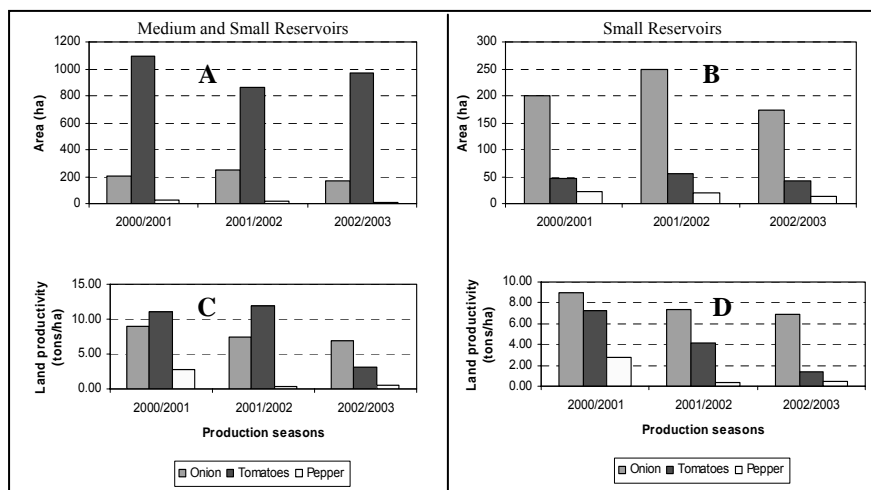 Medium and Small Reservoirs
A
1200
1000
800
600
400
200
0
Area (ha)
2000/2001 2001/2002 2002/2003
C
15.00
10.00
5.00
0.00
Land productivity
(tons/ha)
2000/2001 2001/2002 2002/2003
Production seasons
Onion Tomatoes Pepper
Small Reservoirs
B
300
250
200
150
100
50
0
Area (ha)
2000/2001 2001/2002 2002/2003
D
10.00
8.00
6.00
4.00
2.00
0.00
Land productivity
(tons/ha)
2000/2001 2001/2002 2002/2003
Production seasons
Onion Tomatoes Pepper